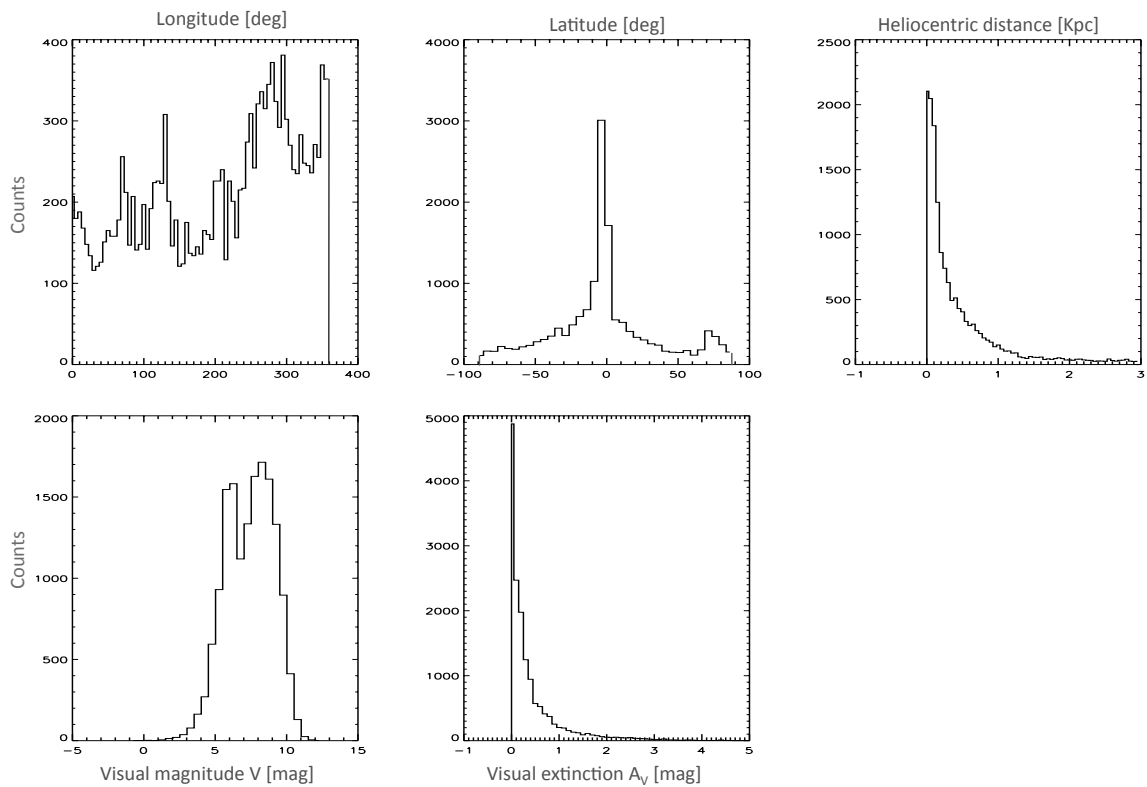 Longitude [deg]
Latitude [deg]
Heliocentric distance [Kpc]
400
300
200
100
0
0 100 200 300 400
Counts
4000
3000
2000
1000
0
−100 −50 0 50 100
2500
2000
1500
1000
500
0
−1 0 1 2 3
2000
1500
1000
500
0
−5 0 5 10 15
Counts
Visual magnitude V [mag]
5000
4000
3000
2000
1000
0
−1 0 1 2 3 4 5
Visual extinction AV [mag]